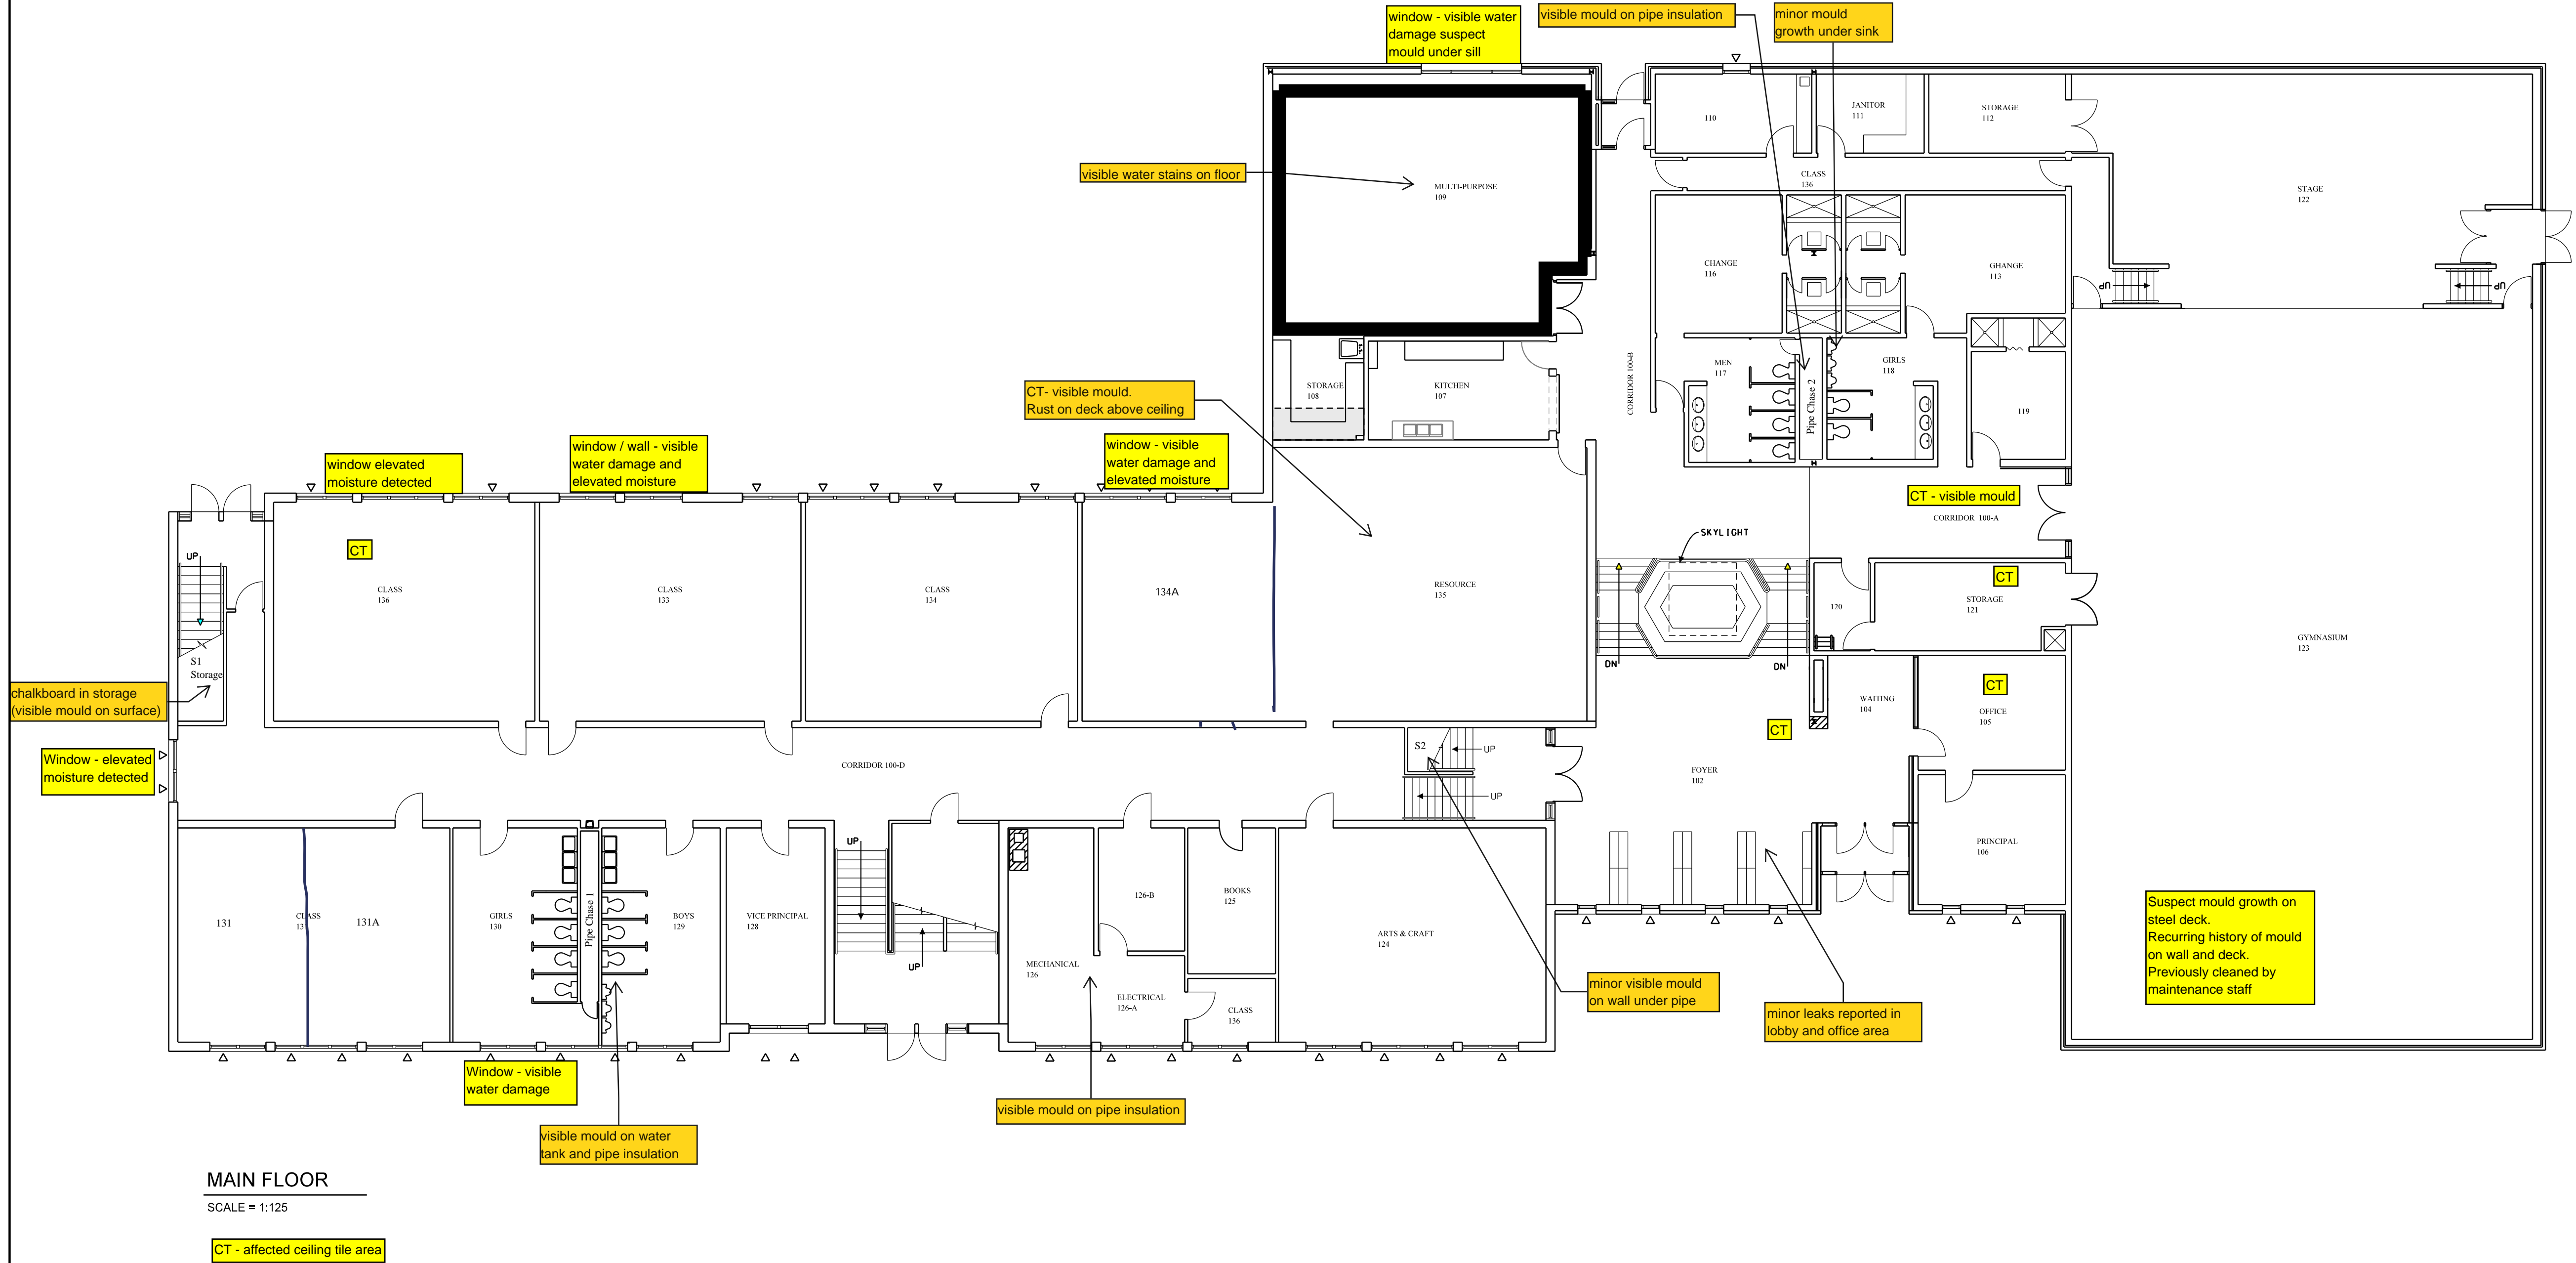 window - visible water
damage suspect
mould under sill
visible mould on pipe insulation
minor mould
growth under sink
110
JANITOR
111
STORAGE
112
visible water stains on floor
MULTI-PURPOSE
109
CLASS
136
STAGE
122
CHANGE
116
GHANGE
113
UP
UP
CT- visible mould.
Rust on deck above ceiling
STORAGE
108
KITCHEN
107
CORRIDOR 100-B
MEN
117
Pipe Chase 2
GIRLS
118
119
window elevated
moisture detected
window / wall - visible
water damage and
elevated moisture
window - visible
water damage and
elevated moisture
CT - visible mould
CORRIDOR 100-A
SKYLIGHT
UP
CT
CLASS
136
CLASS
133
CLASS
134
134A
RESOURCE
135
120
CT
STORAGE
121
GYMNASIUM
123
S1
Storage
DN
DN
chalkboard in storage
(visible mould on surface)
WAITING
104
CT
OFFICE
105
CT
Window - elevated
moisture detected
CORRIDOR 100-D
S2
UP
UP
FOYER
102
PRINCIPAL
106
131
CLASS
131
131A
GIRLS
130
Pipe Chase 1
BOYS
129
VICE PRINCIPAL
128
UP
UP
MECHANICAL
126
126-B
BOOKS
125
ELECTRICAL
126-A
CLASS
136
ARTS & CRAFT
124
Suspect mould growth on
steel deck.
Recurring history of mould
on wall and deck.
Previously cleaned by
maintenance staff
minor visible mould
on wall under pipe
minor leaks reported in
lobby and office area
Window - visible
water damage
visible mould on pipe insulation
visible mould on water
tank and pipe insulation
MAIN FLOOR
SCALE = 1:125
CT - affected ceiling tile area